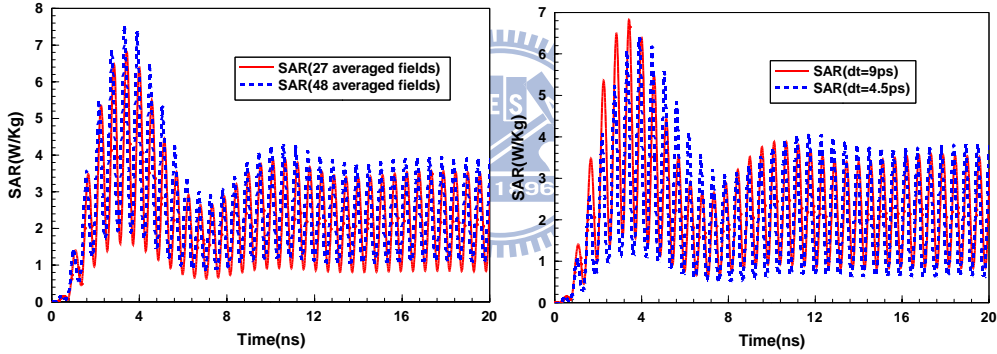 8
7
6
5
4
3
2
1
0
SAR(W/Kg)
SAR(27 averaged fields)
SAR(48 averaged fields)
0 4 8 12 16 20
Time(ns)
7
6
5
4
3
2
1
0
SAR(W/Kg)
SAR(dt=9ps)
SAR(dt=4.5ps)
0 4 8 12 16 20
Time(ns)
ES
1896